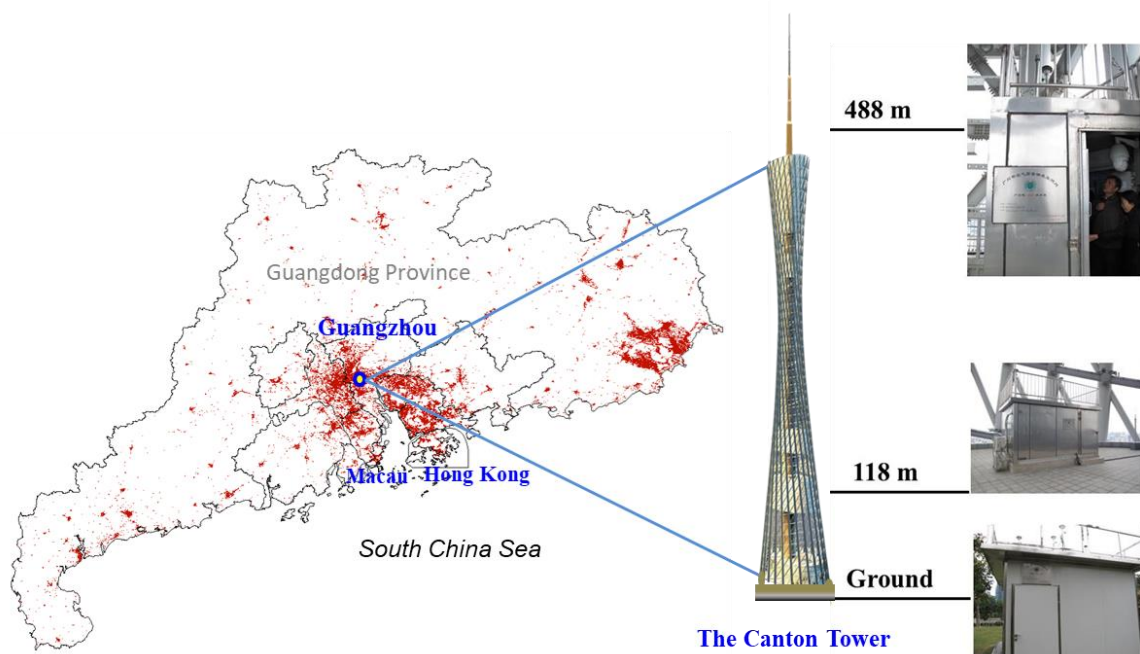 Guangdong Province
Guangzhou
Macau
Hong Kong
South China Sea
488 m
118 m
Ground
The Canton Tower